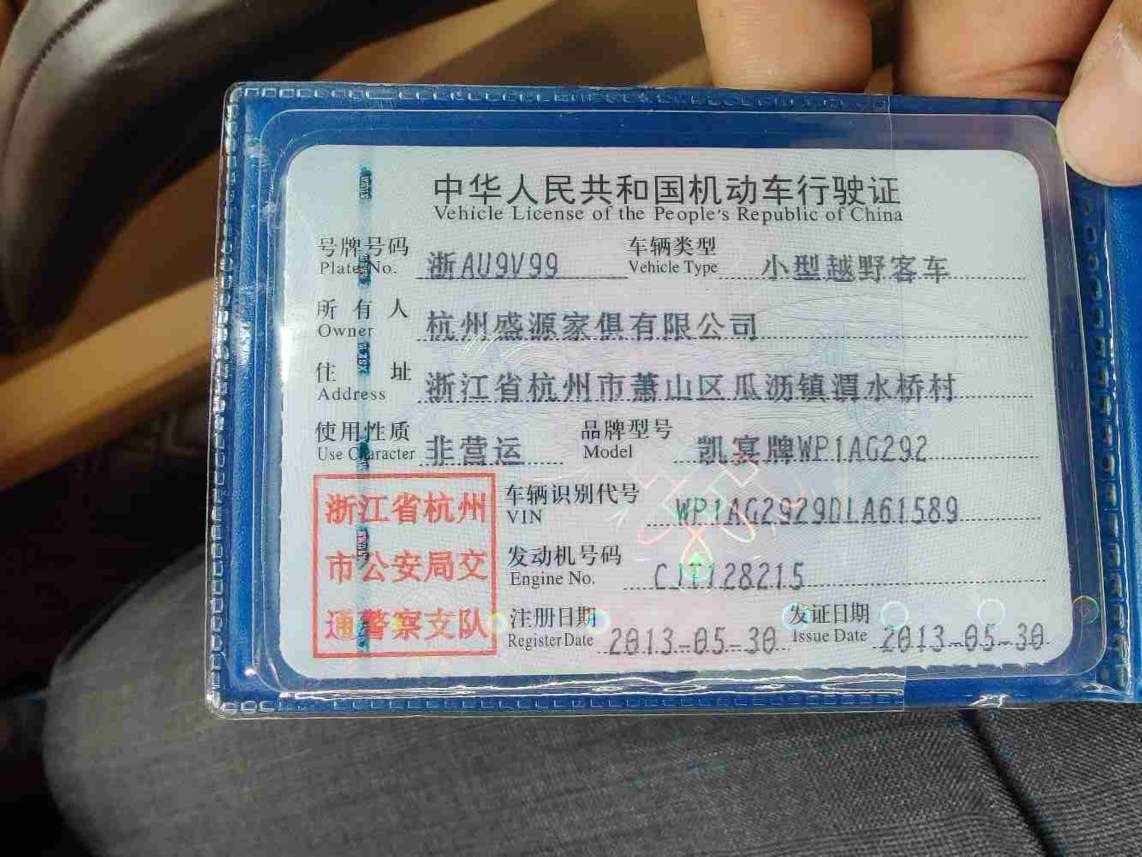 中华人民共和国机动车行驶证
Vehicle License of the People's Republic of China
号牌号码 浙AU9V99 车辆类型 小型越野客车
Plate No. Vehicle Type
所有人 杭州盛源家俱有限公司
Owner
住址 浙江省杭州市萧山区瓜沥镇渭水桥村
Address
使用性质 非营运 品牌型号 凯宴牌WP1AG292
Use Character Model
浙江省杭州
市公安局交
通警察支队
车辆识别代号 WP1AG2929DLA61589
VIN
发动机号码 CJT128215
Engine No.
注册日期 2013-05-30 发证日期 2013-05-30
Register Date Issue Date